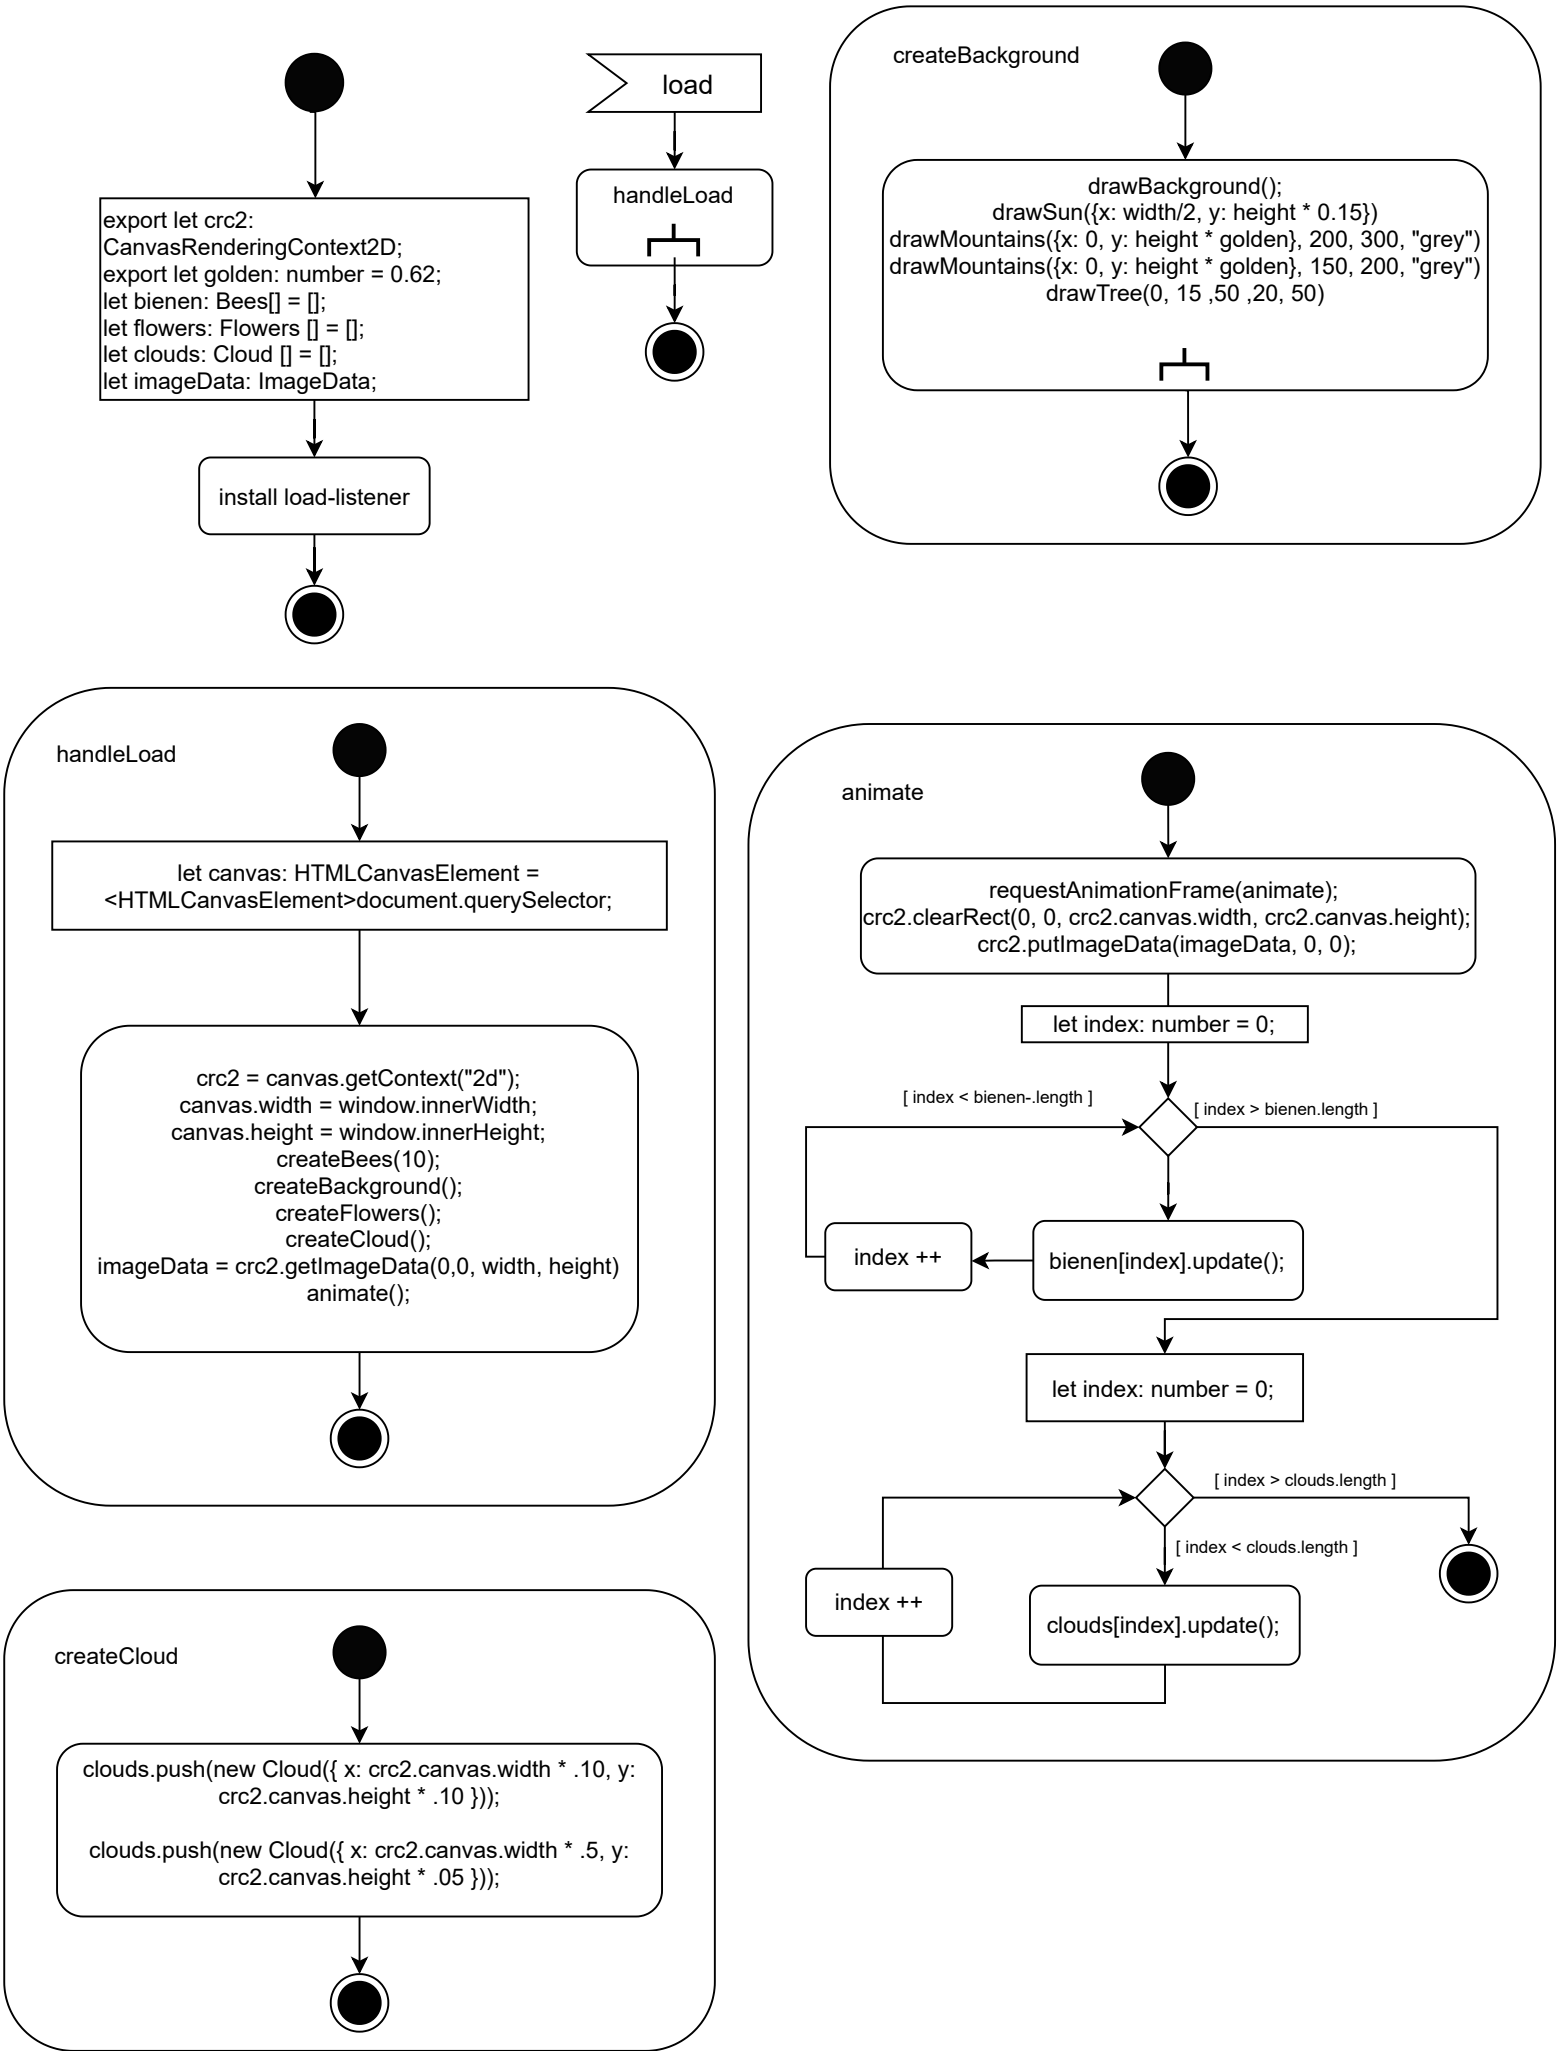 export let crc2:
CanvasRenderingContext2D;
export let golden: number = 0.62;
let bienen: Bees[] = [];
let flowers: Flowers [] = [];
let clouds: Cloud [] = [];
let imageData: ImageData;
install load-listener
load
handleLoad
createBackground
drawBackground();
drawSun({x: width/2, y: height * 0.15})
drawMountains({x: 0, y: height * golden}, 200, 300, "grey")
drawMountains({x: 0, y: height * golden}, 150, 200, "grey")
drawTree(0, 15 ,50 ,20, 50)
handleLoad
let canvas: HTMLCanvasElement =
<HTMLCanvasElement>document.querySelector;
crc2 = canvas.getContext("2d");
canvas.width = window.innerWidth;
canvas.height = window.innerHeight;
createBees(10);
createBackground();
createFlowers();
createCloud();
imageData = crc2.getImageData(0,0, width, height)
animate();
animate
requestAnimationFrame(animate);
crc2.clearRect(0, 0, crc2.canvas.width, crc2.canvas.height);
crc2.putImageData(imageData, 0, 0);
let index: number = 0;
[ index < bienen-.length ]
[ index > bienen.length ]
index ++
bienen[index].update();
let index: number = 0;
[ index > clouds.length ]
[ index < clouds.length ]
index ++
clouds[index].update();
createCloud
clouds.push(new Cloud({ x: crc2.canvas.width * .10, y:
crc2.canvas.height * .10 }));
clouds.push(new Cloud({ x: crc2.canvas.width * .5, y:
crc2.canvas.height * .05 }));